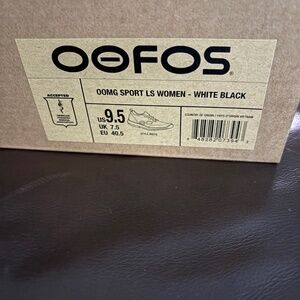 OOFOS
OOMG SPORT LS WOMEN - WHITE BLACK
ACCEPTED
US 9.5
UK 7.5
EU 40.5